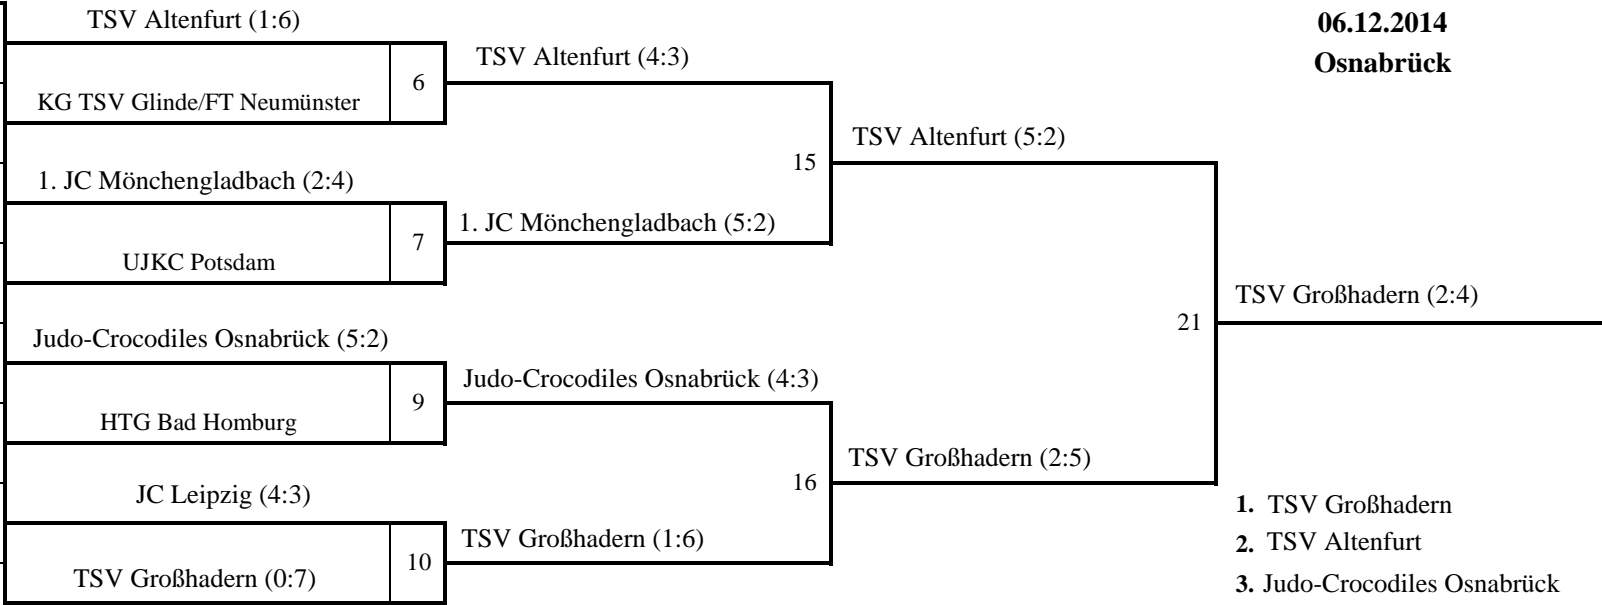 TSV Altenfurt (1:6)
06.12.2014
Osnabrück
TSV Altenfurt (4:3)
6
KG TSV Glinde/FT Neumünster
TSV Altenfurt (5:2)
15
1. JC Mönchengladbach (2:4)
1. JC Mönchengladbach (5:2)
7
UJKC Potsdam
TSV Großhadern (2:4)
21
Judo-Crocodiles Osnabrück (5:2)
Judo-Crocodiles Osnabrück (4:3)
9
HTG Bad Homburg
TSV Großhadern (2:5)
16
JC Leipzig (4:3)
1. TSV Großhadern
TSV Großhadern (1:6)
2. TSV Altenfurt
10
TSV Großhadern (0:7)
3. Judo-Crocodiles Osnabrück